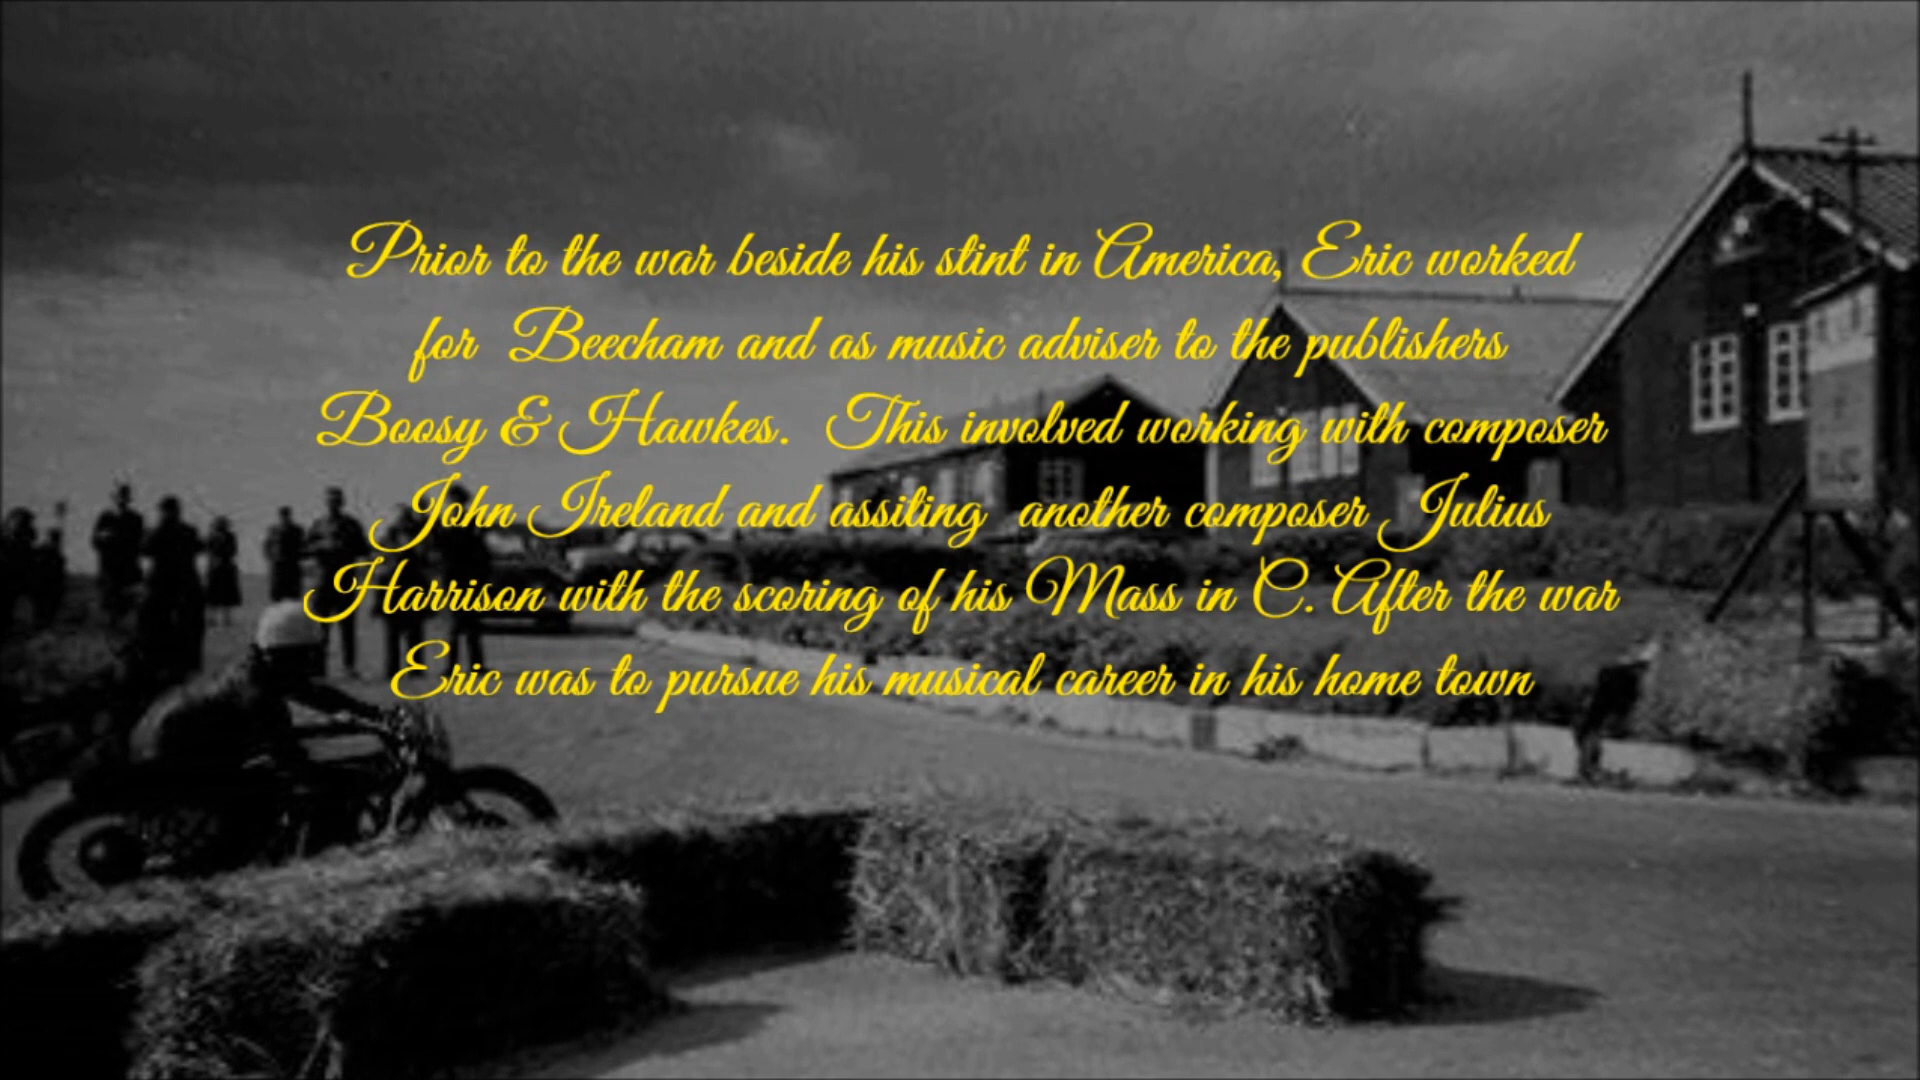 Prior to the war beside his stint in America, Eric worked
for Beecham and as music adviser to the publishers
Boosy & Hawkes. This involved working with composer
John Ireland and assiting another composer Julius
Harrison with the scoring of his Mass in C. After the war
Eric was to pursue his musical career in his home town